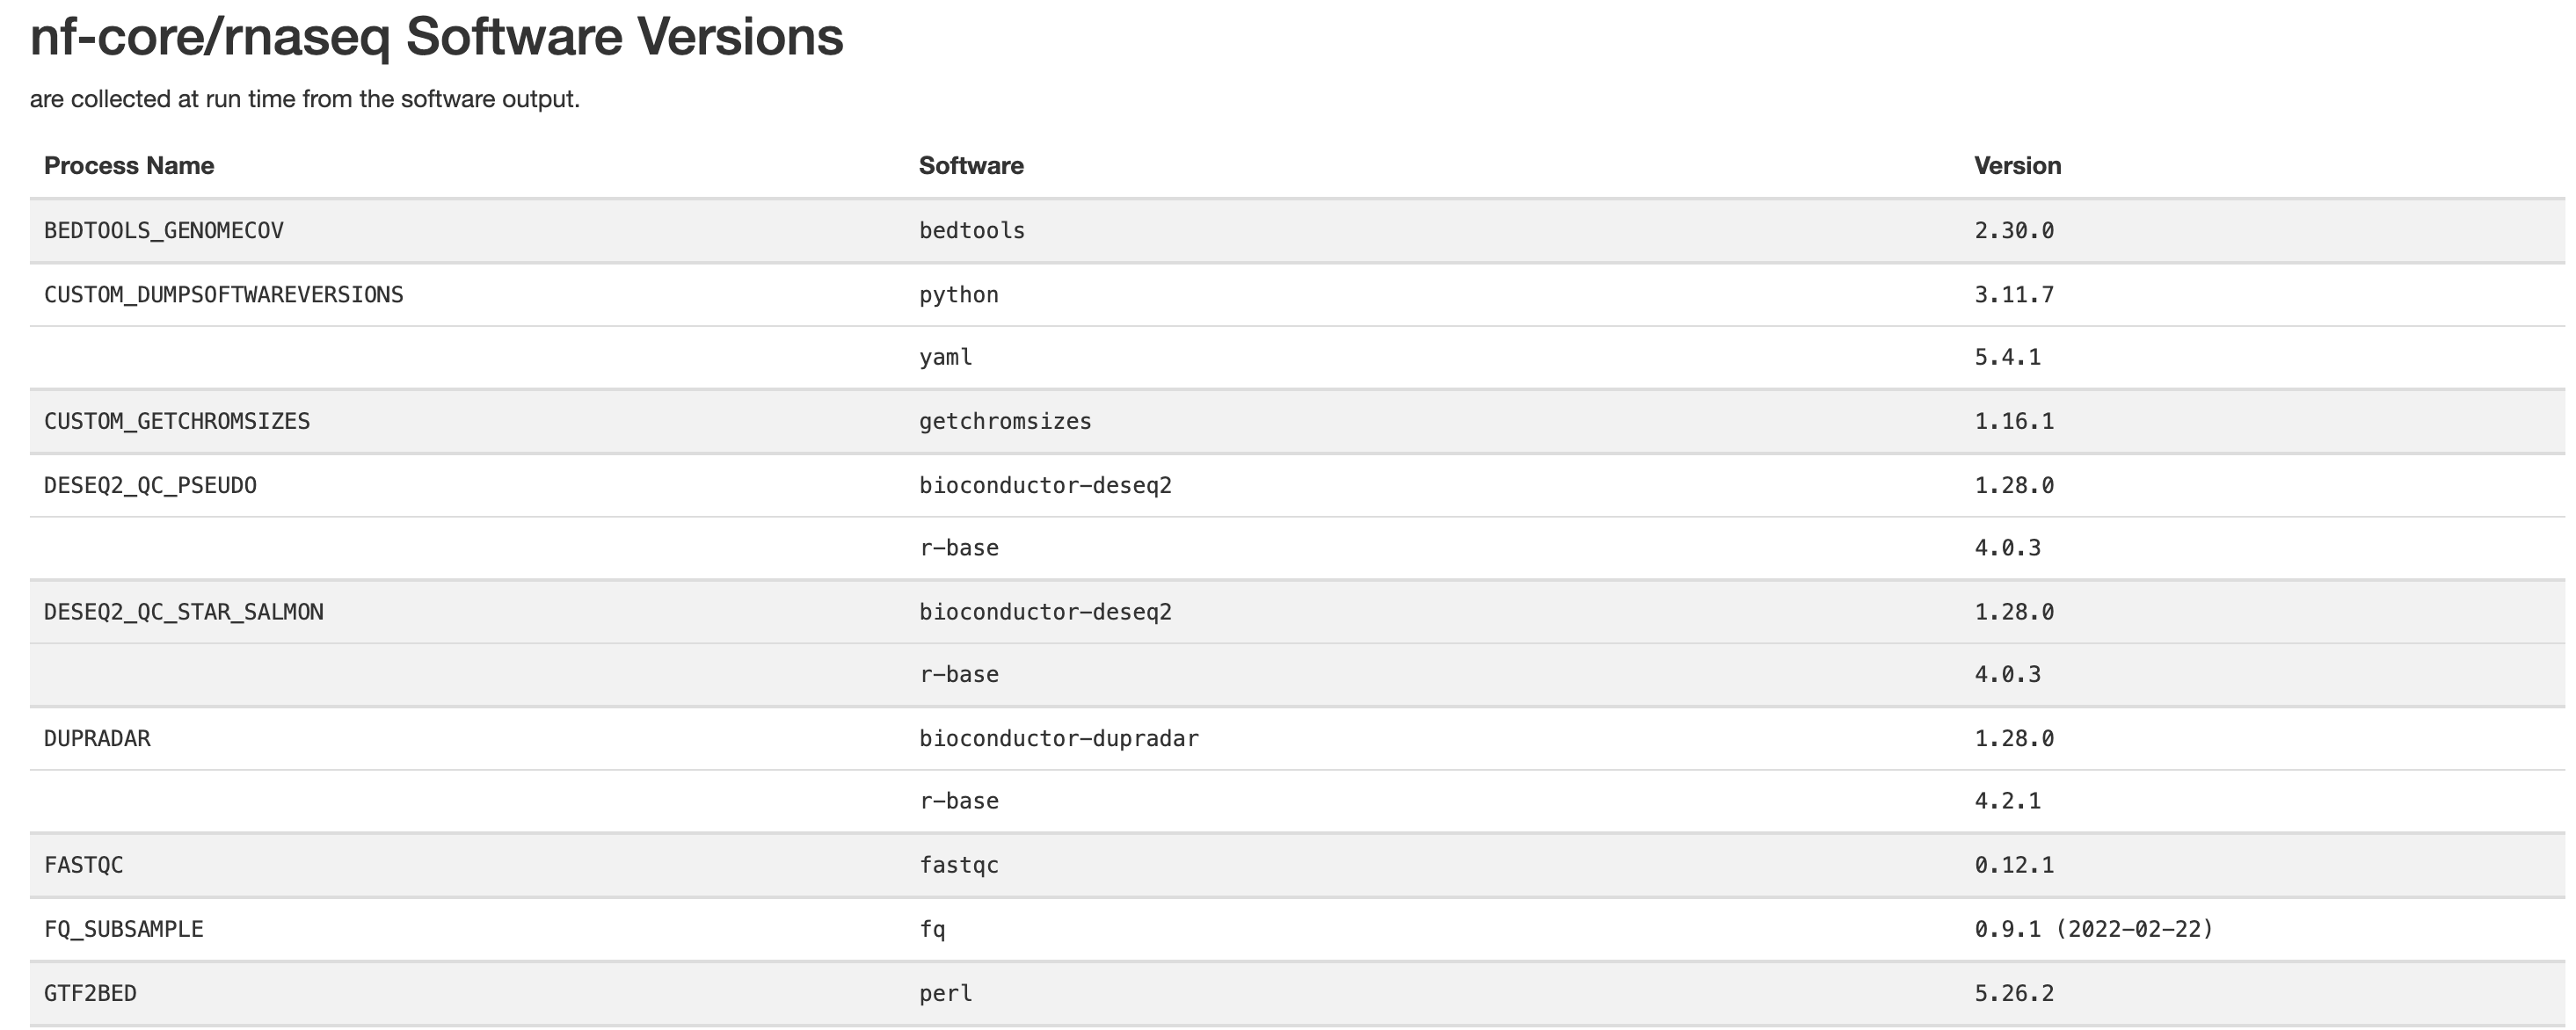 nf-core/rnaseq Software Versions
are collected at run time from the software output.
Process Name Software Version
BEDTOOLS_GENOMECOV bedtools 2.30.0
CUSTOM_DUMPSOFTWAREVERSIONS python 3.11.7
yaml 5.4.1
CUSTOM_GETCHROMSIZES getchromsizes 1.16.1
DESEQ2_QC_PSEUDO bioconductor-deseq2 1.28.0
r-base 4.0.3
DESEQ2_QC_STAR_SALMON bioconductor-deseq2 1.28.0
r-base 4.0.3
DUPRADAR bioconductor-dupradar 1.28.0
r-base 4.2.1
FASTQC fastqc 0.12.1
FQ_SUBSAMPLE fq 0.9.1 (2022-02-22)
GTF2BED perl 5.26.2